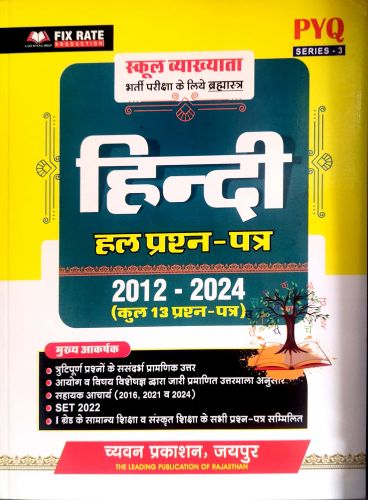 FIX RATE
PRODUCTION
PYQ
SERIES - 3
स्कूल व्याख्याता
भर्ती परीक्षा के लिये ब्रह्मास्त्र
हिन्दी
हल प्रश्न-पत्र
2012 - 2024
(कुल 13 प्रश्न-पत्र)
मुख्य आकर्षक
त्रुटिपूर्ण प्रश्नों के ससंदर्भ प्रामाणिक उत्तर
आयोग व विषय विशेषज्ञ द्वारा जारी प्रमाणित उत्तरमाला अनुसार
सहायक आचार्य (2016, 2021 व 2024)
SET 2022
I ग्रेड के सामान्य शिक्षा व संस्कृत शिक्षा के सभी प्रश्न-पत्र सम्मिलित
च्यवन प्रकाशन, जयपुर
THE LEADING PUBLICATION OF RAJASTHAN